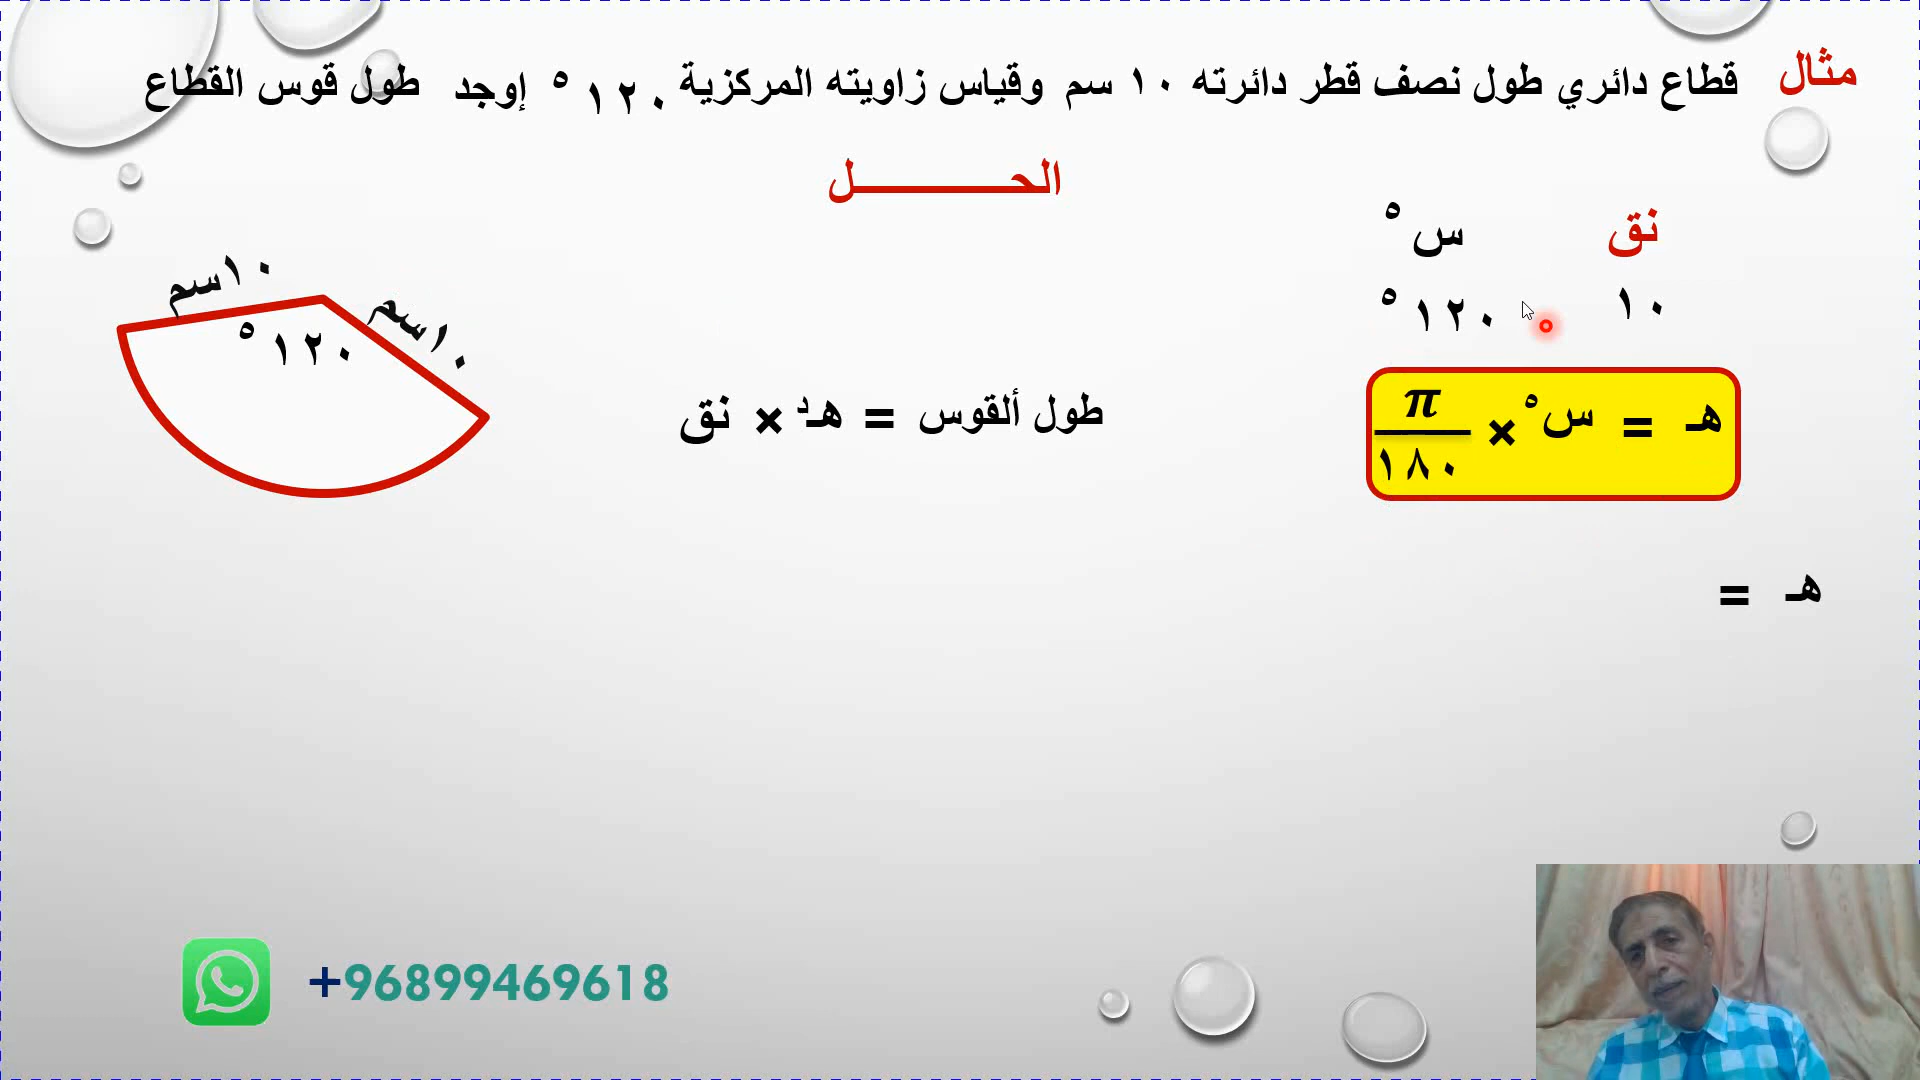 مثال قطاع دائري طول نصف قطر دائرته ١٠ سم وقياس زاويته المركزية ١٢٠ ° إوجد طول قوس القطاع
الحـــــــــل
نق س °
١٠ ١٢٠ °
١٠سم
١٠سم
١٢٠ °
هـ = س ° × π / ١٨٠
طول ألقوس = هـ د × نق
هـ =
+96899469618